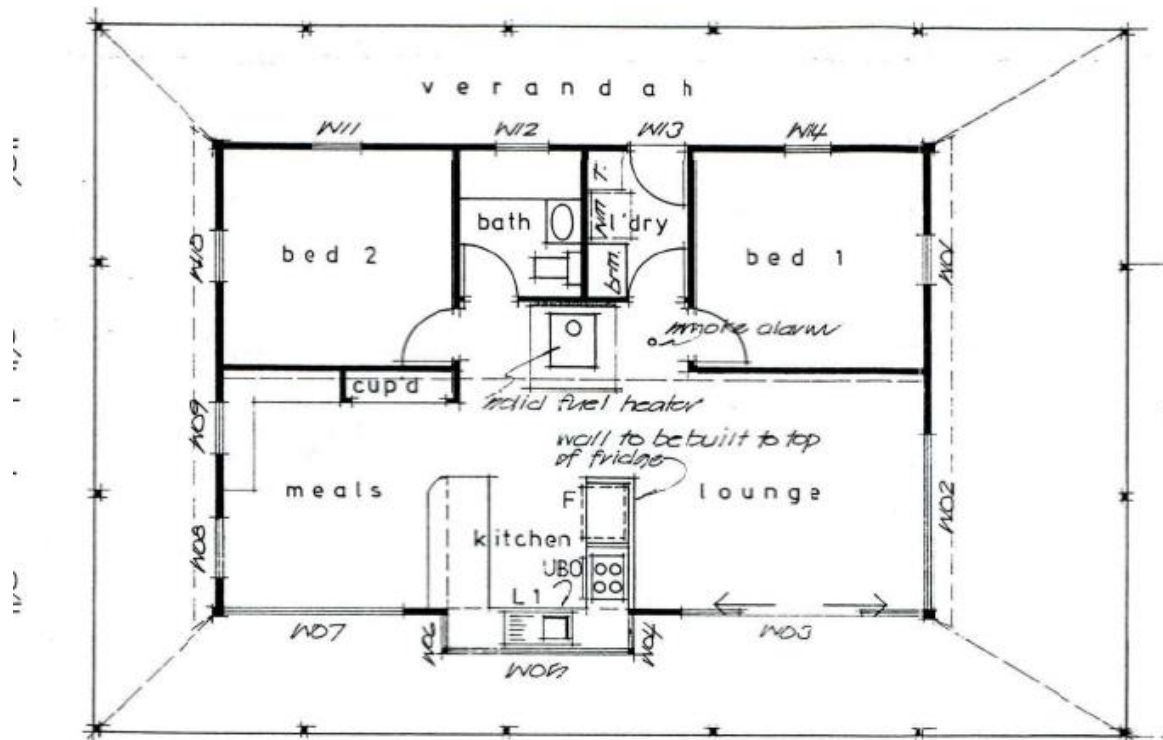 verandah
W11
W12
W13
W14
T.
WM
bath
l'dry
bed 2
bed 1
W10
W01
brm.
smoke alarm
cup'd
solid fuel heater
W09
wall to be built to top
of fridge
meals
F
lounge
W02
kitchen
W08
UBO
L1
W07
W06
W04
W03
W05